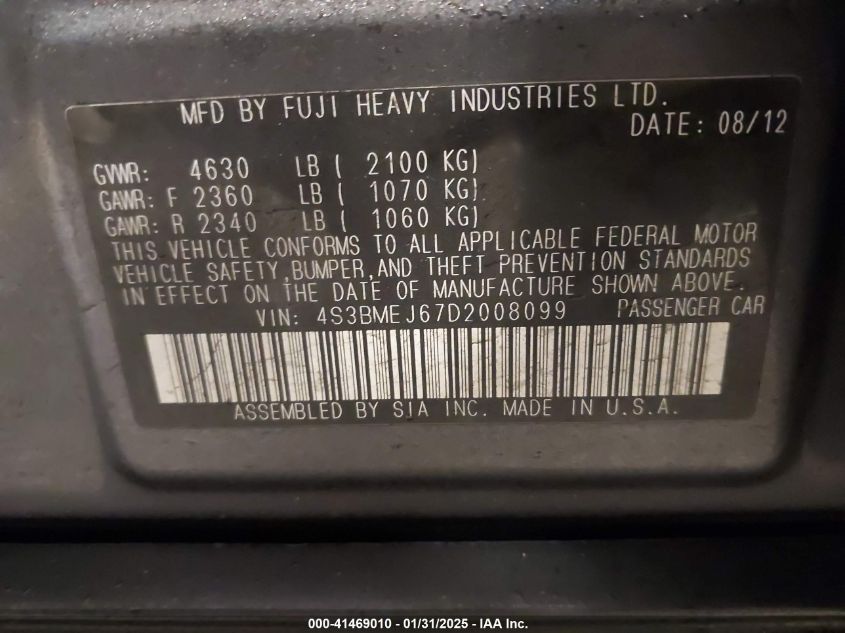 MFD BY FUJI HEAVY INDUSTRIES LTD.
DATE: 08/12
GVWR: 4630 LB ( 2100 KG)
GAWR: F 2360 LB ( 1070 KG)
GAWR: R 2340 LB ( 1060 KG)
THIS VEHICLE CONFORMS TO ALL APPLICABLE FEDERAL MOTOR
VEHICLE SAFETY,BUMPER,AND THEFT PREVENTION STANDARDS
IN EFFECT ON THE DATE OF MANUFACTURE SHOWN ABOVE.
VIN: 4S3BMEJ67D2008099 PASSENGER CAR
ASSEMBLED BY SIA INC. MADE IN U.S.A.
000-41469010 - 01/31/2025 - IAA Inc.